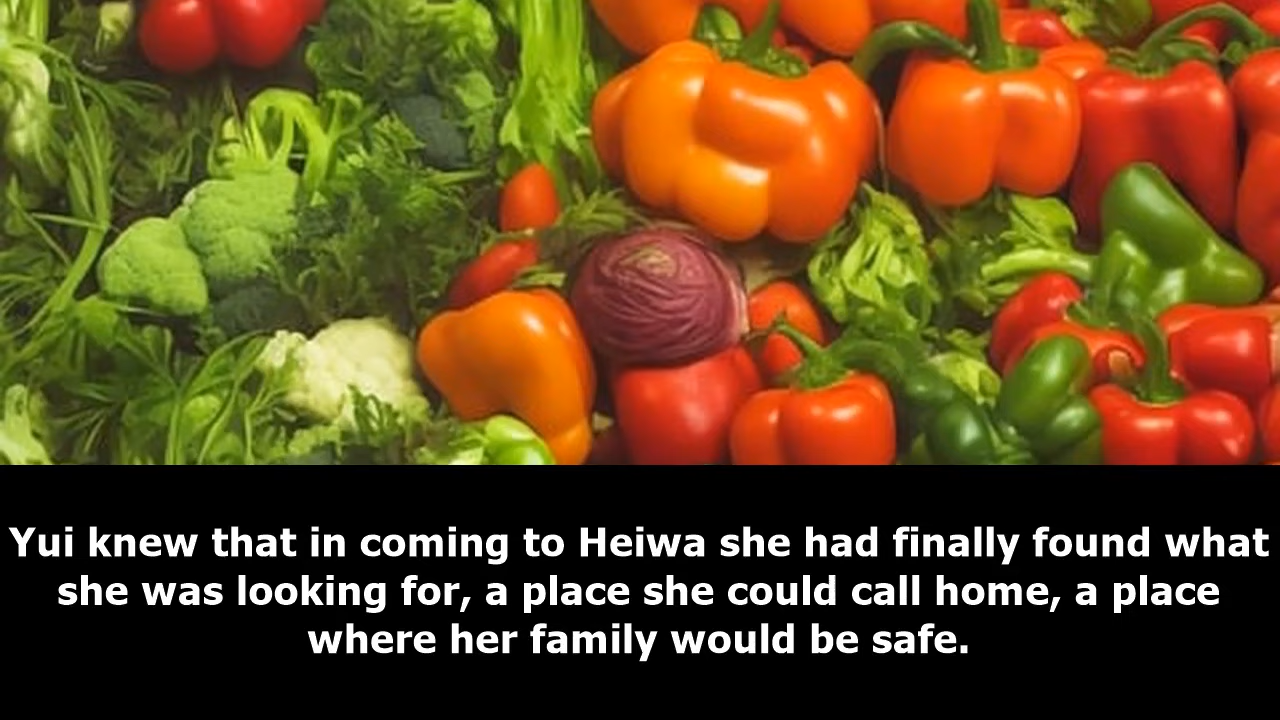 Yui knew that in coming to Heiwa she had finally found what
she was looking for, a place she could call home, a place
where her family would be safe.